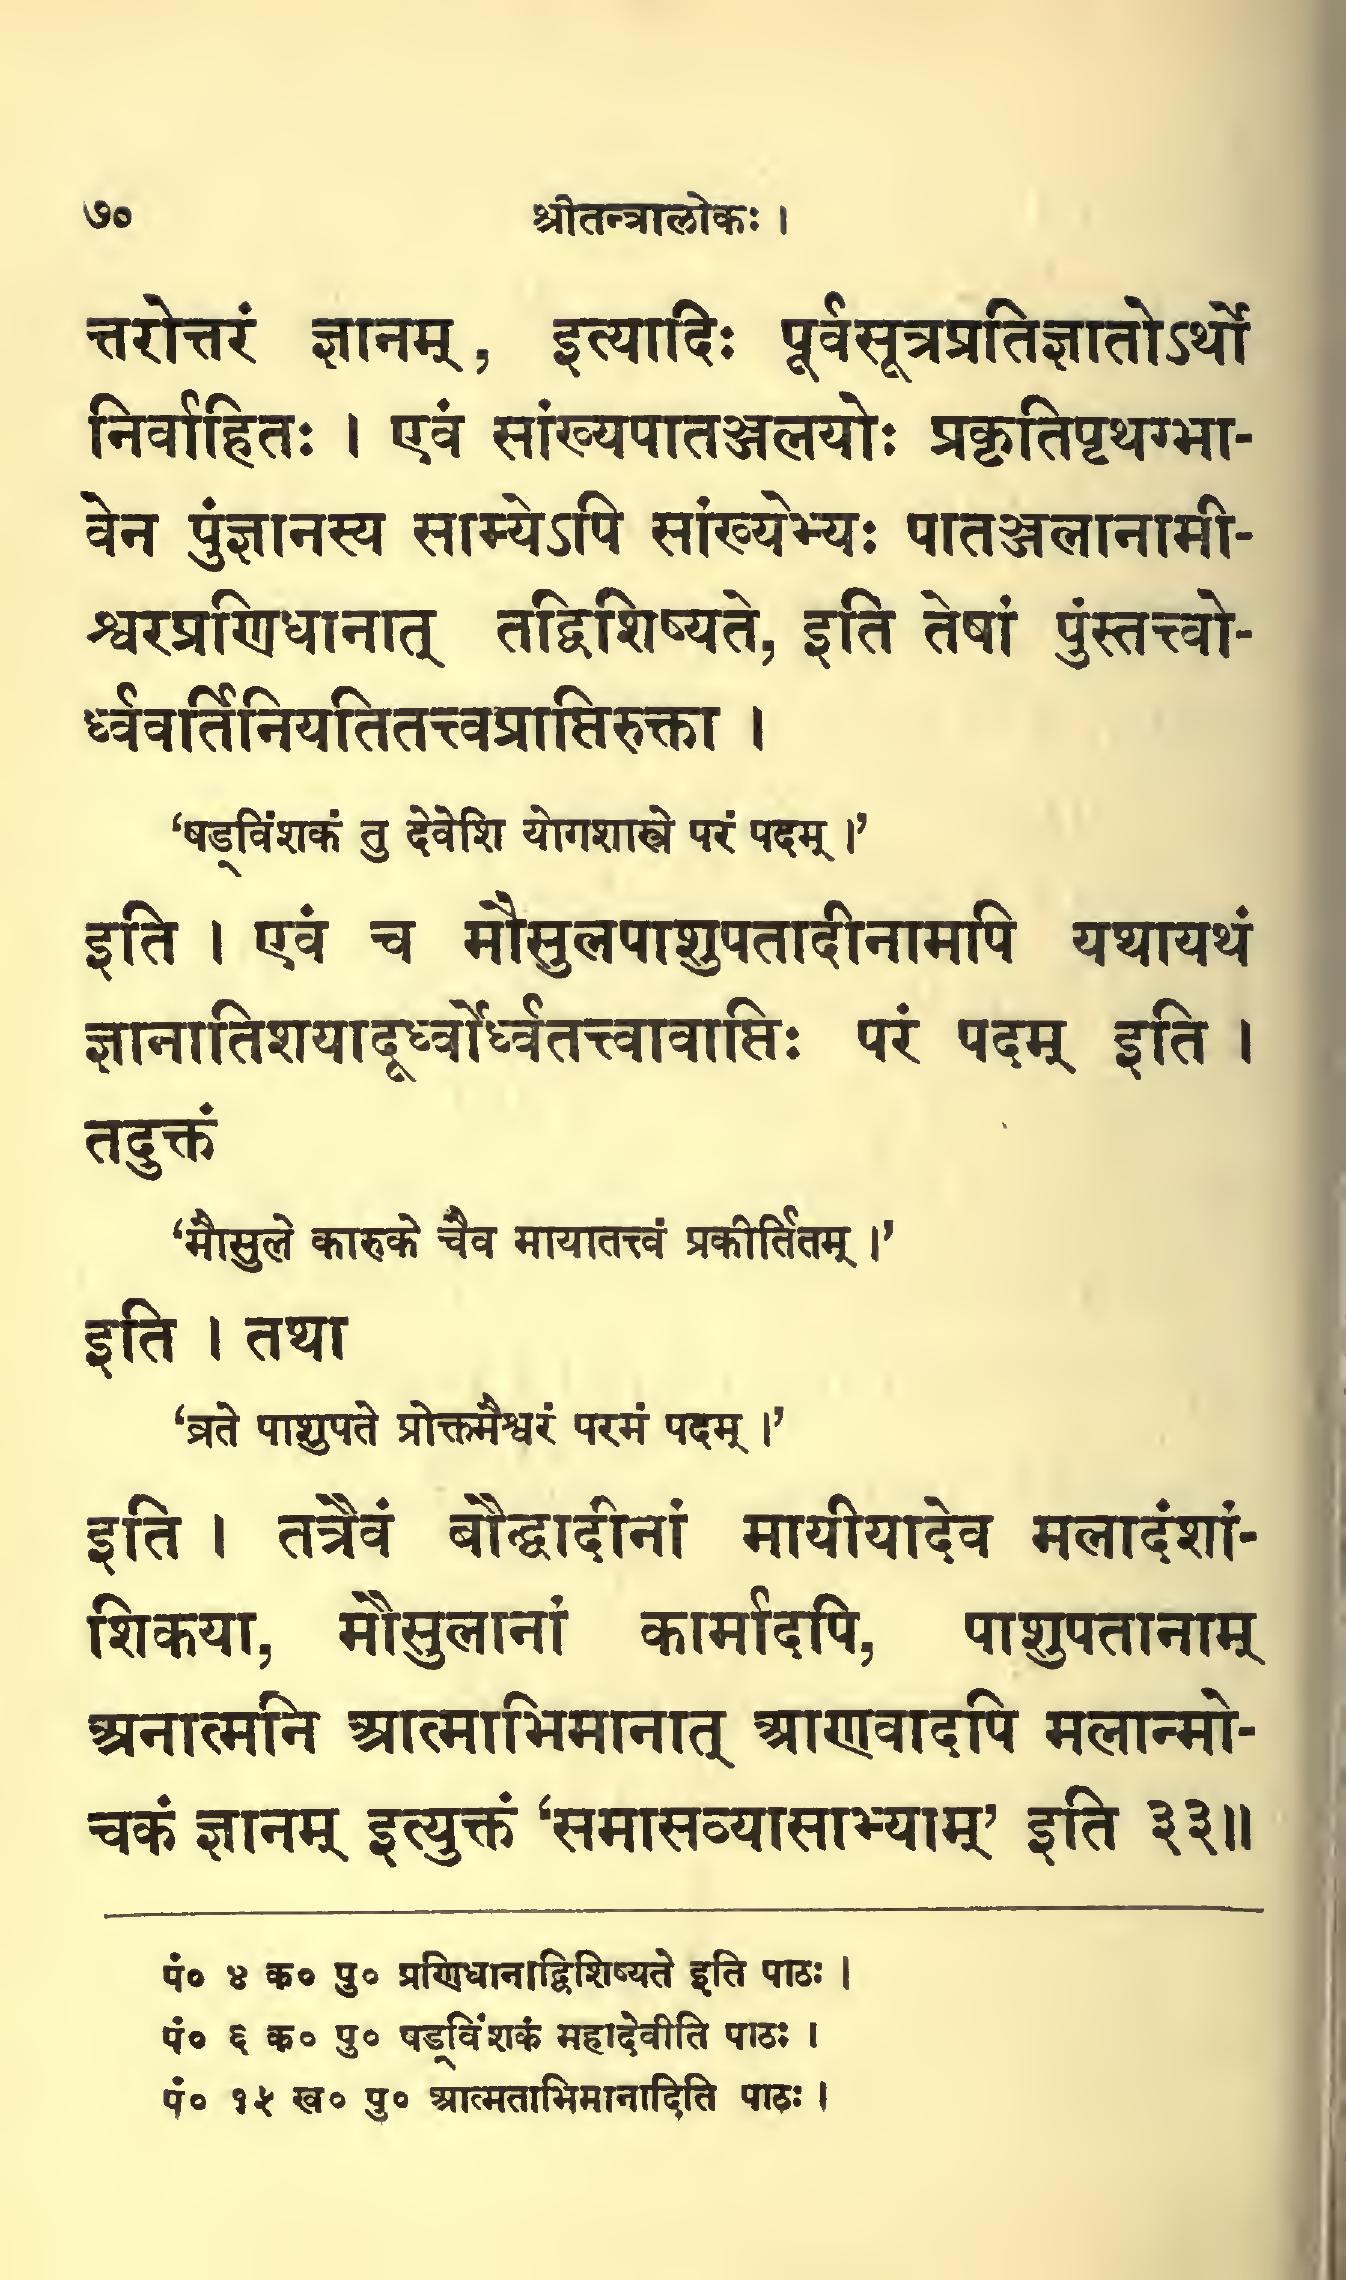 ७०
श्रीतन्त्रालोकः ।
त्तरोत्तरं ज्ञानम् , इत्यादिः पूर्वसूत्रप्रतिज्ञातोऽर्थो
निर्वाहितः । एवं सांख्यपातञ्जलयोः प्रकृतिपृथग्भा-
वेन पुंज्ञानस्य साम्येऽपि सांख्येभ्यः पातञ्जलानामी-
श्वरप्रणिधानात् तद्विशिष्यते, इति तेषां पुंस्तत्त्वो-
र्ध्ववर्तिनियतितत्त्वप्राप्तिरुक्ता ।
‘षड्विंशकं तु देवेशि योगशास्त्रे परं पदम् ।’
इति । एवं च मौसुलपाशुपतादीनामपि यथायथं
ज्ञानातिशयादूर्ध्वोर्ध्वतत्त्वावाप्तिः परं पदम् इति ।
तदुक्तं
‘मौसुले कारुके चैव मायातत्त्वं प्रकीर्तितम् ।’
इति । तथा
‘व्रते पाशुपते प्रोक्तमैश्वरं परमं पदम् ।’
इति । तत्रैवं बौद्धादीनां मायीयादेव मलादंशां-
शिकया, मौसुलानां कार्मादपि, पाशुपतानाम्
अनात्मनि आत्माभिमानात् आणवादपि मलान्मो-
चकं ज्ञानम् इत्युक्तं ‘समासव्यासाभ्याम्’ इति ३३॥
पं० ४ क० पु० प्रणिधानाद्विशिष्यते इति पाठः ।
पं० ६ क० पु० षड्विंशकं महादेवीति पाठः ।
पं० १५ ख० पु० आत्मताभिमानादिति पाठः ।